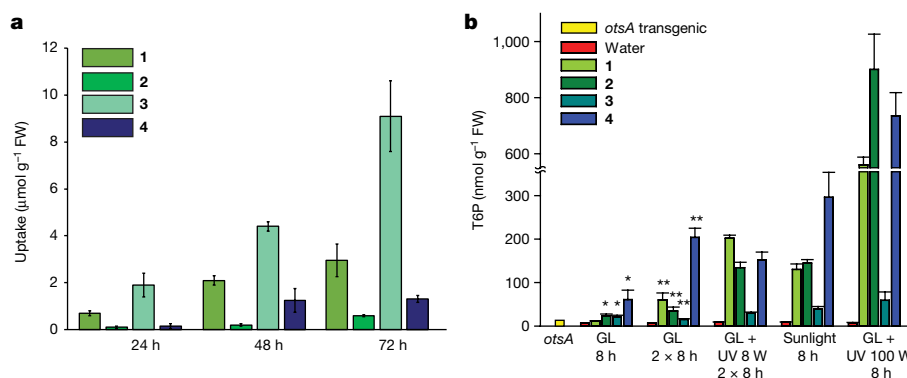 a
1
2
3
4
Uptake (μmol g⁻¹ FW)
14
12
10
8
6
4
2
0
24 h
48 h
72 h
b
otsA transgenic
Water
1
2
3
4
T6P (nmol g⁻¹ FW)
1,000
800
600
300
200
100
0
* * *
** ** **
**
*
otsA
GL
8 h
GL
2 × 8 h
GL +
UV 8 W
2 × 8 h
Sunlight
8 h
GL +
UV 100 W
8 h